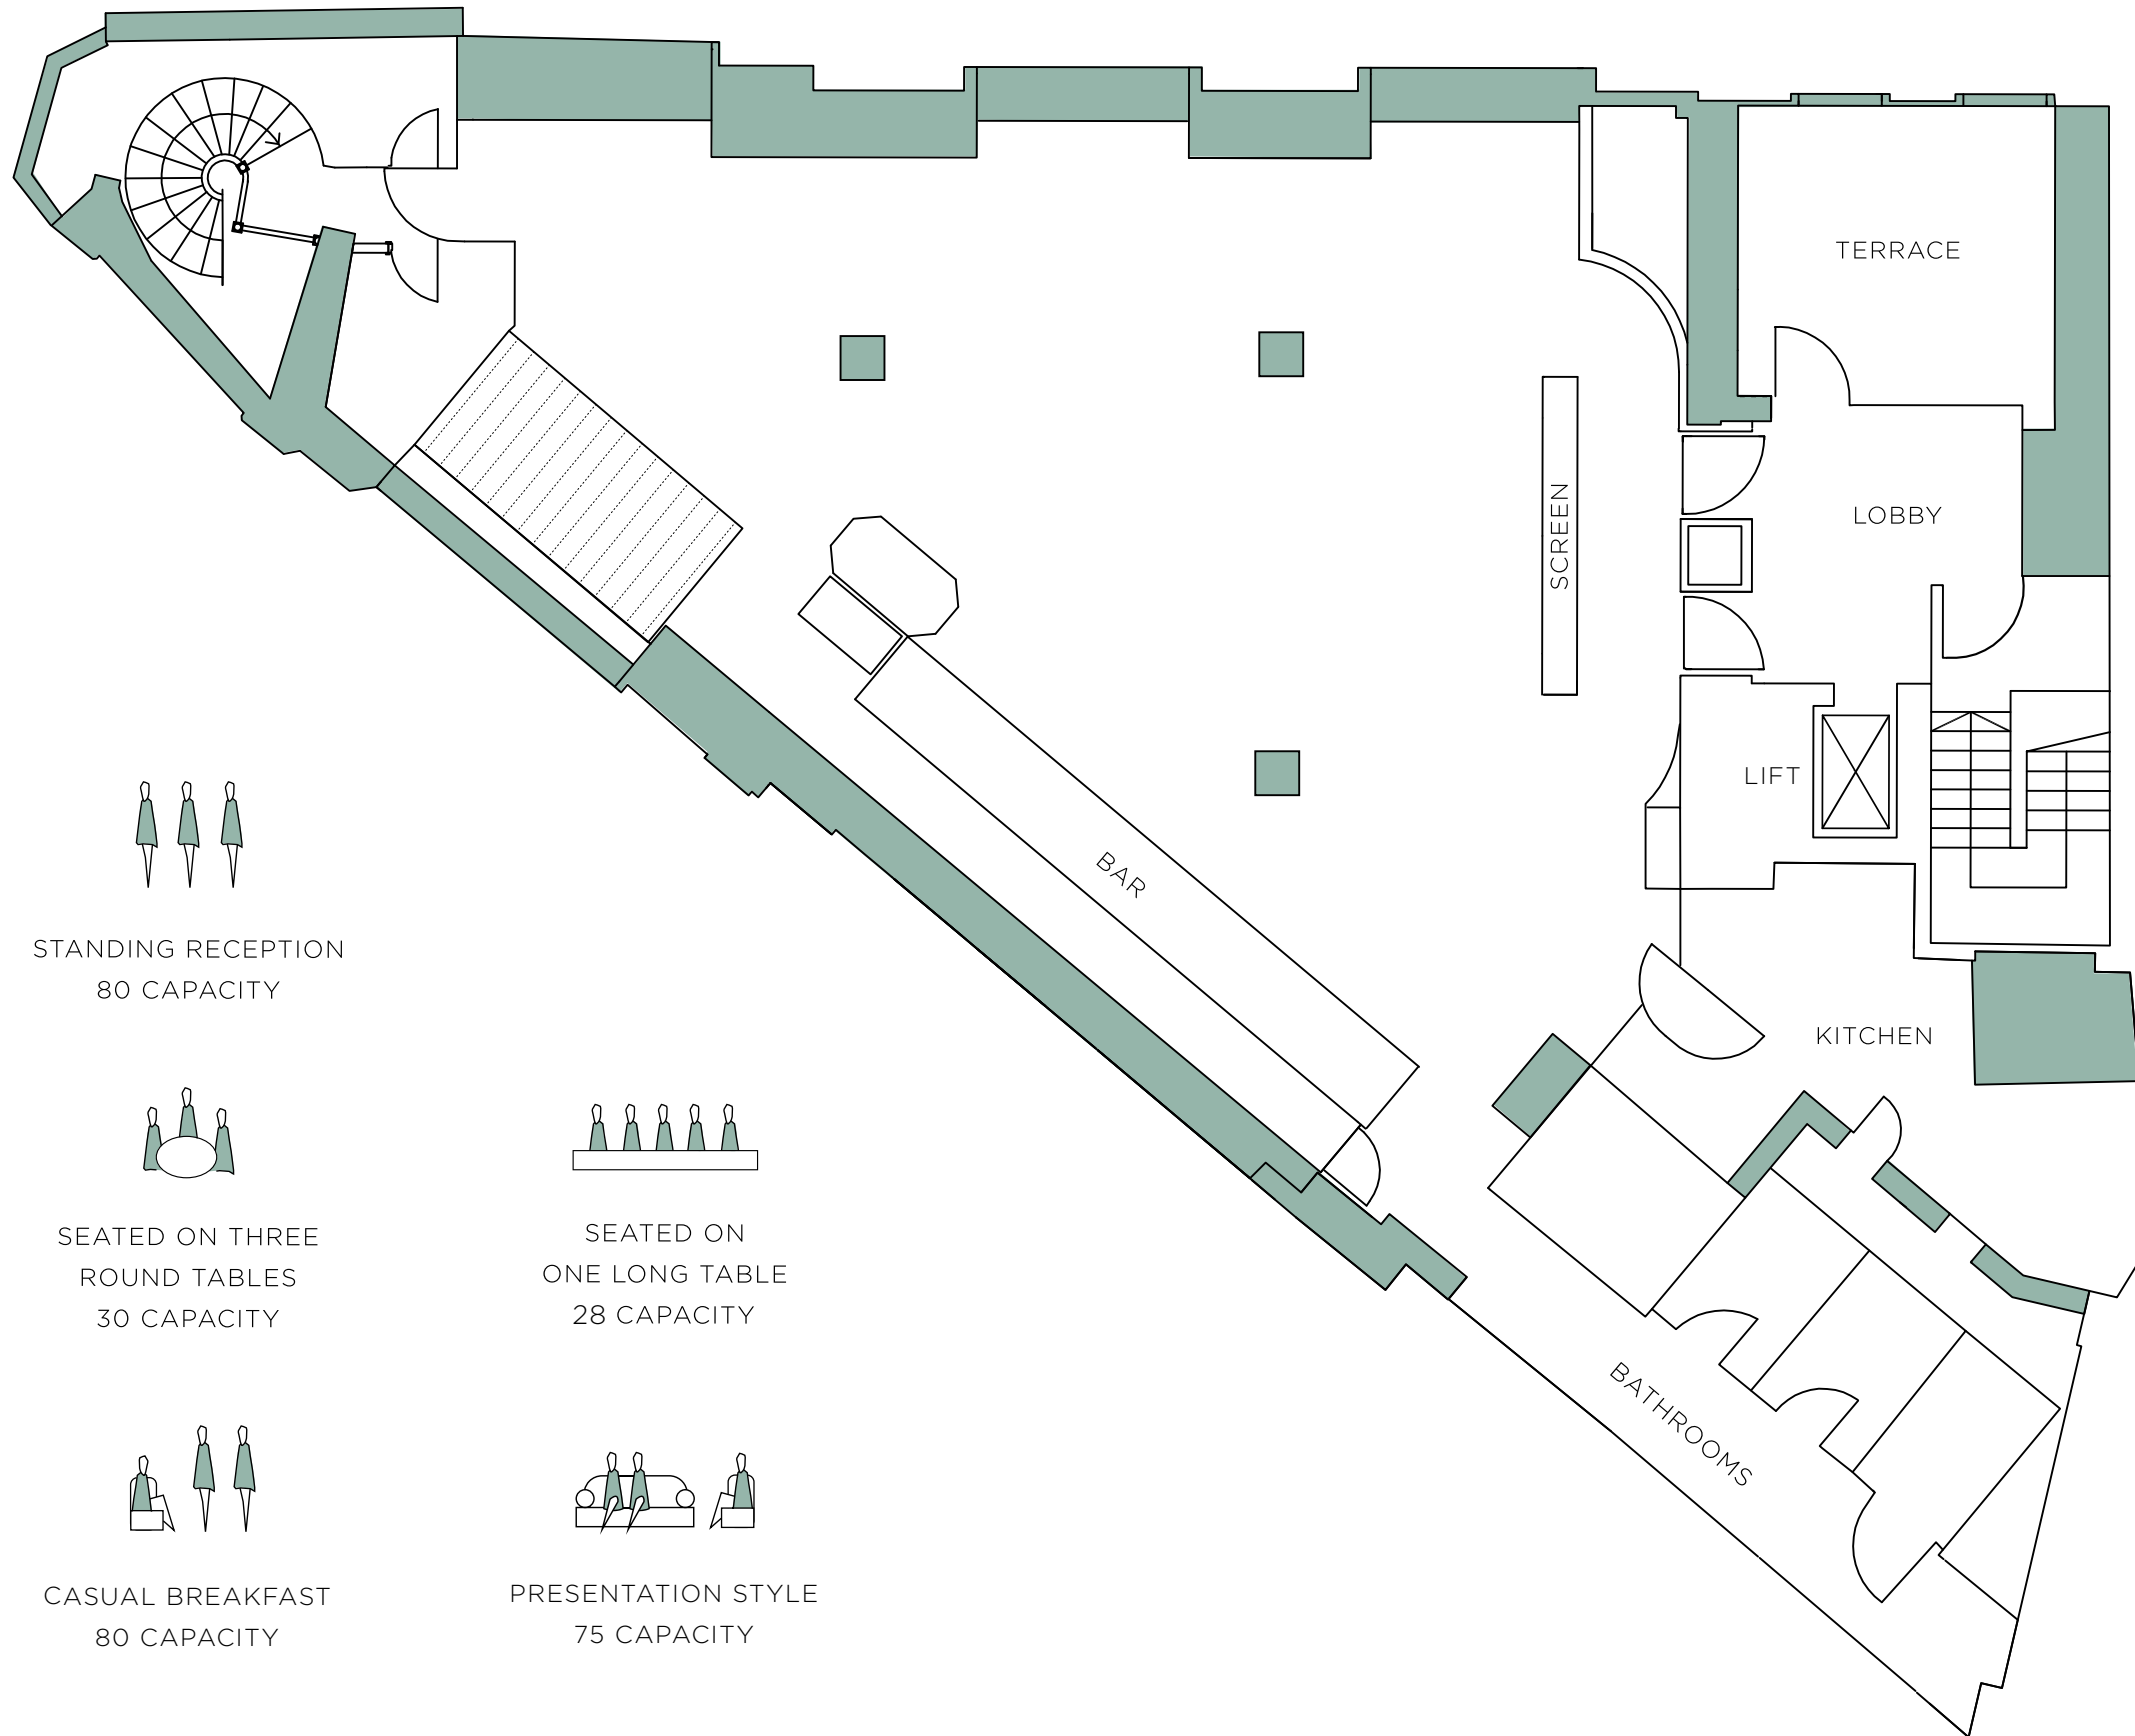 TERRACE
LOBBY
SCREEN
LIFT
BAR
KITCHEN
BATHROOMS
STANDING RECEPTION
80 CAPACITY
SEATED ON THREE
ROUND TABLES
30 CAPACITY
SEATED ON
ONE LONG TABLE
28 CAPACITY
CASUAL BREAKFAST
80 CAPACITY
PRESENTATION STYLE
75 CAPACITY